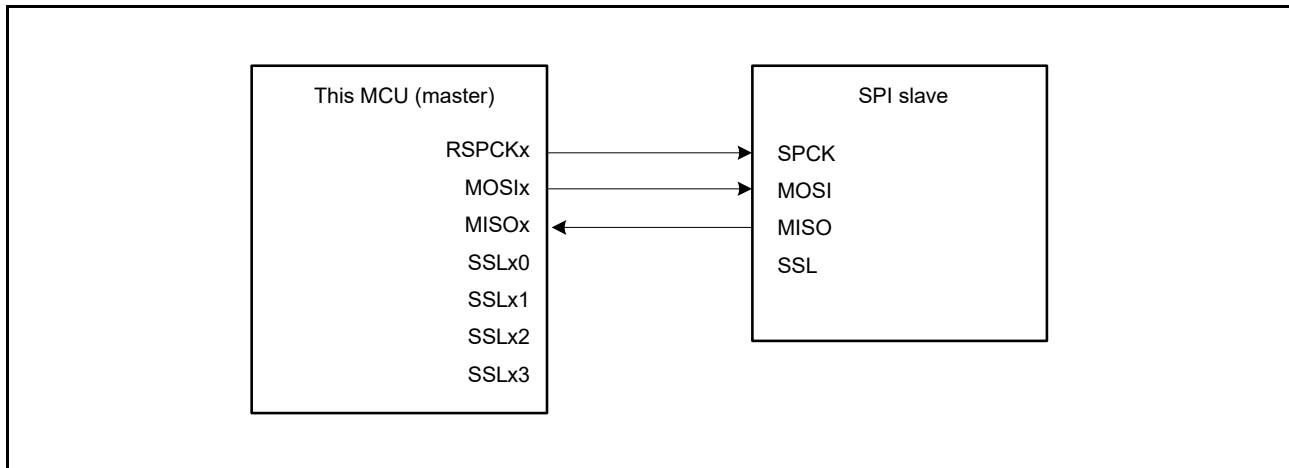 This MCU (master)
RSPCKx
MOSIx
MISOx
SSLx0
SSLx1
SSLx2
SSLx3
SPI slave
SPCK
MOSI
MISO
SSL